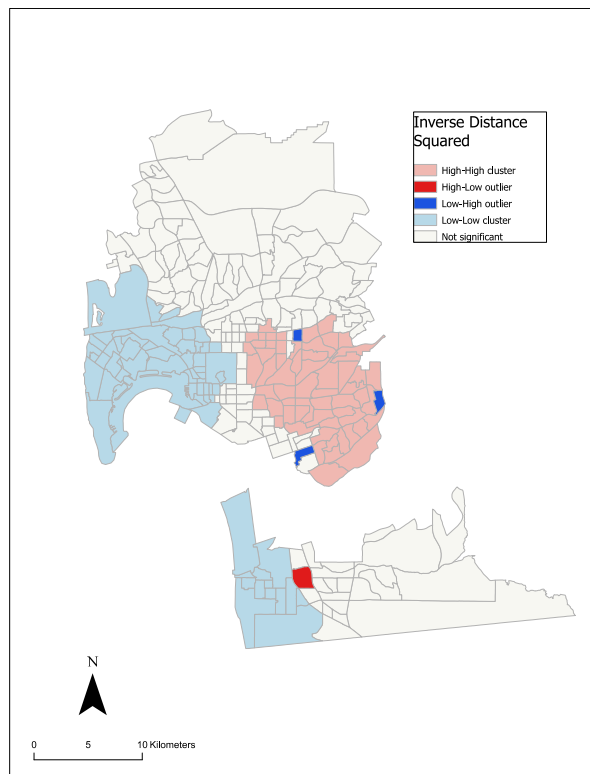 Inverse Distance
Squared
High-High cluster
High-Low outlier
Low-High outlier
Low-Low cluster
Not significant
N
0 5 10 Kilometers